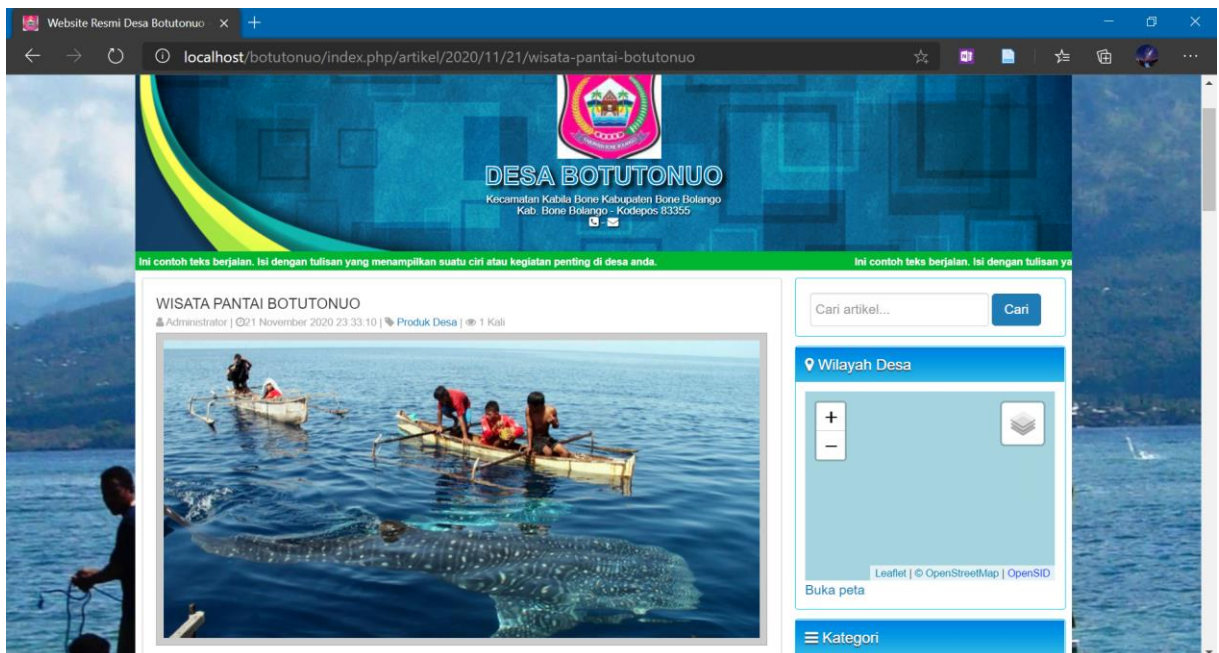 Website Resmi Desa Botutonuo
localhost/botutonuo/index.php/artikel/2020/11/21/wisata-pantai-botutonuo
DESA BOTUTONUO
Kecamatan Kabila Bone Kabupaten Bone Bolango
Kab. Bone Bolango - Kodepos 83355
-
Ini contoh teks berjalan. Isi dengan tulisan yang menampilkan suatu ciri atau kegiatan penting di desa anda.
Ini contoh teks berjalan. Isi dengan tulisan ya
WISATA PANTAI BOTUTONUO
Administrator | 21 November 2020 23:33:10 | Produk Desa | 1 Kali
Cari artikel...
Cari
Wilayah Desa
+
−
Leaflet | © OpenStreetMap | OpenSID
Buka peta
Kategori